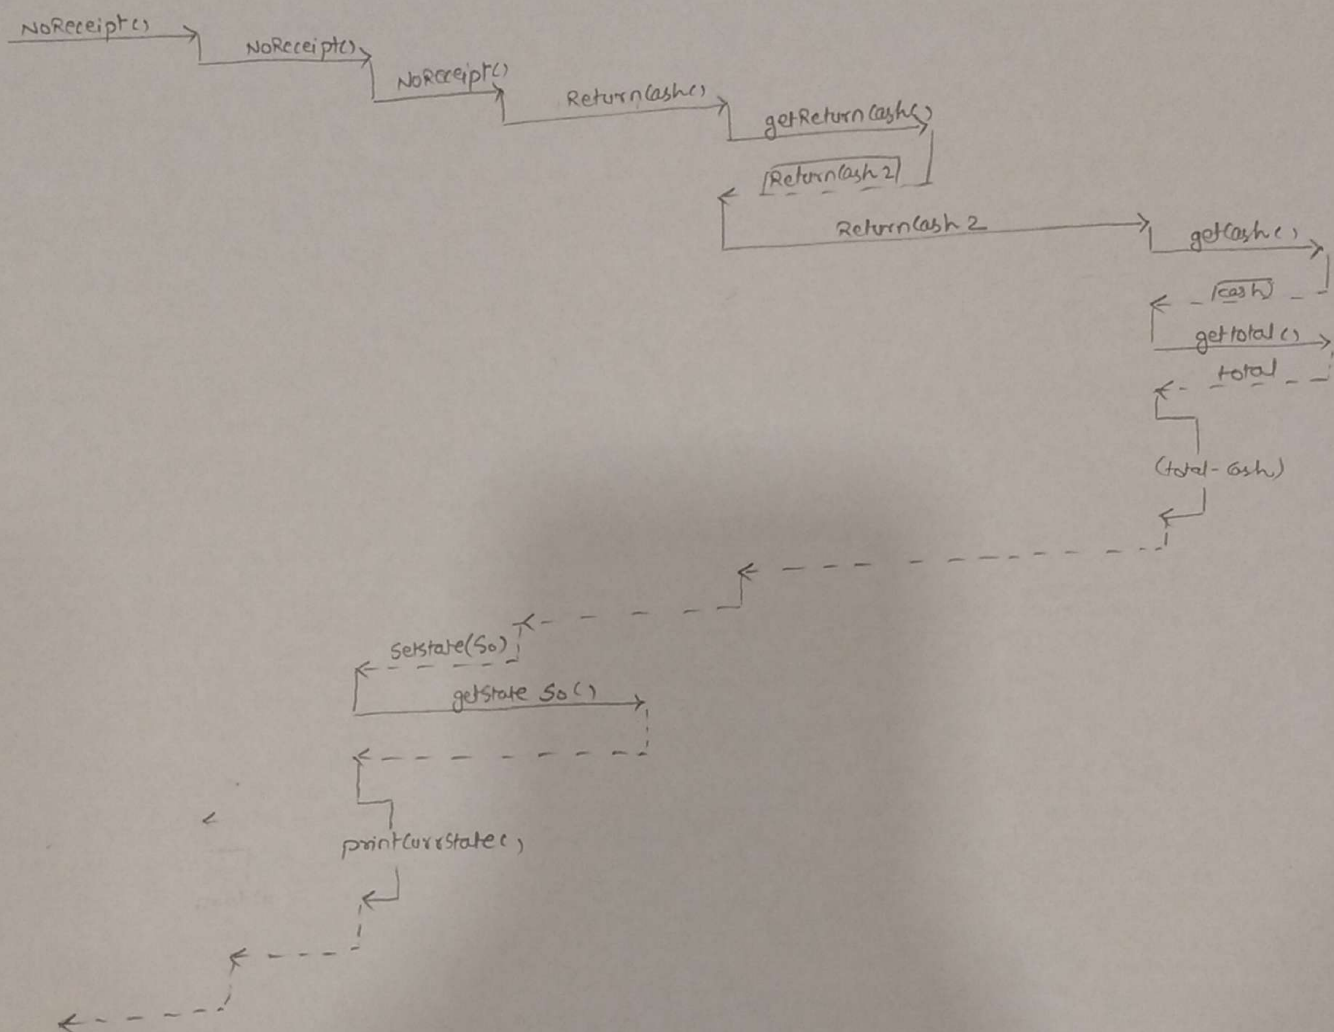 NoReceipt()
NoReceipt()
NoReceipt()
ReturnCash()
getReturnCash()
ReturnCash2
ReturnCash2
getCash()
cash
gettotal()
total
(total-cash)
Setstate(S0)
getstate S0()
printCurrState()